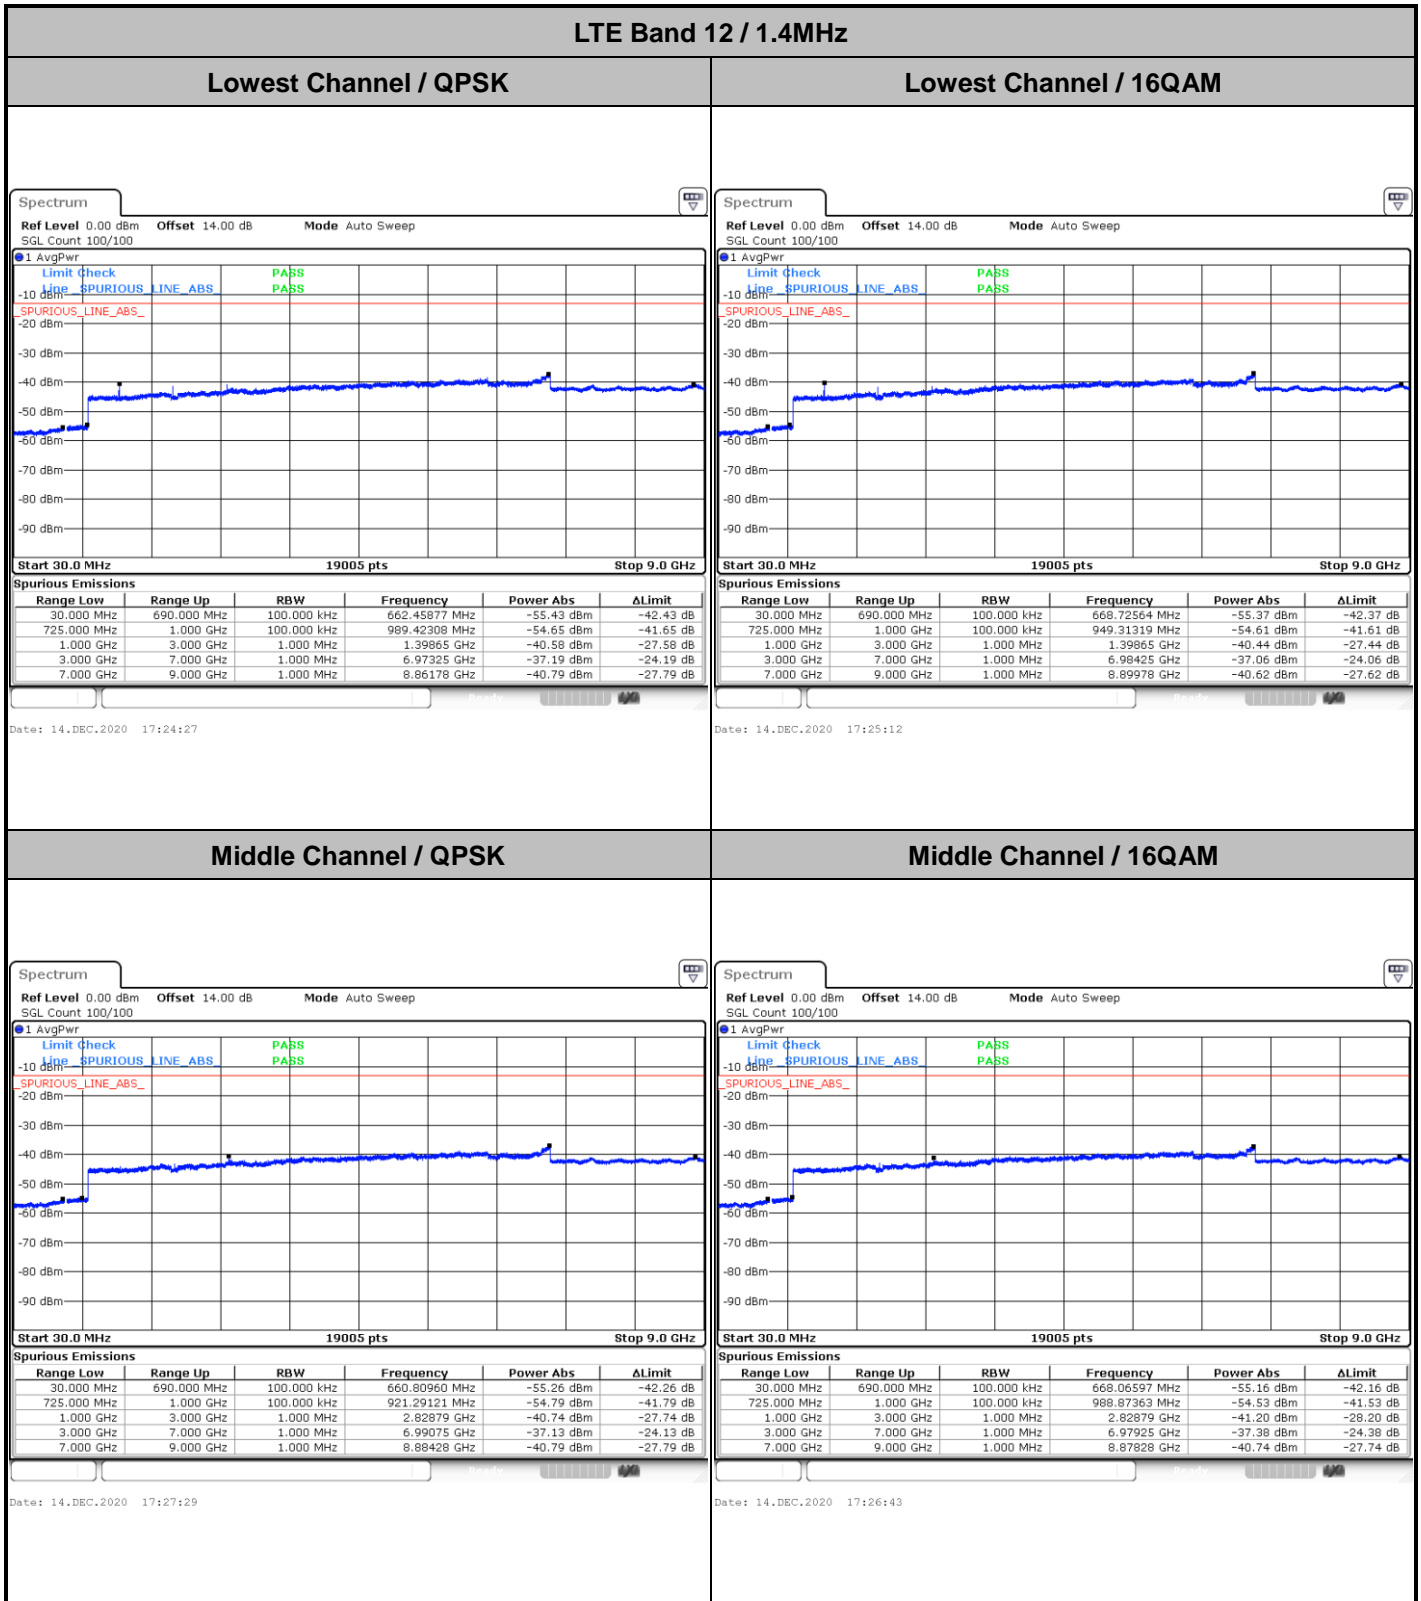 LTE Band 12 / 1.4MHz
Lowest Channel / QPSK
Lowest Channel / 16QAM
Spectrum
Ref Level 0.00 dBm Offset 14.00 dB Mode Auto Sweep
SGL Count 100/100
1 AvgPwr
Limit Check PASS
Line _SPURIOUS_LINE_ABS_ PASS
-10 dBm
_SPURIOUS_LINE_ABS_
-20 dBm
-30 dBm
-40 dBm
-50 dBm
-60 dBm
-70 dBm
-80 dBm
-90 dBm
Start 30.0 MHz 19005 pts Stop 9.0 GHz
Spurious Emissions
Range Low Range Up RBW Frequency Power Abs ΔLimit
30.000 MHz 690.000 MHz 100.000 kHz 662.45877 MHz -55.43 dBm -42.43 dB
725.000 MHz 1.000 GHz 100.000 kHz 989.42308 MHz -54.65 dBm -41.65 dB
1.000 GHz 3.000 GHz 1.000 MHz 1.39865 GHz -40.58 dBm -27.58 dB
3.000 GHz 7.000 GHz 1.000 MHz 6.97325 GHz -37.19 dBm -24.19 dB
7.000 GHz 9.000 GHz 1.000 MHz 8.86178 GHz -40.79 dBm -27.79 dB
Ready
Date: 14.DEC.2020 17:24:27
Spectrum
Ref Level 0.00 dBm Offset 14.00 dB Mode Auto Sweep
SGL Count 100/100
1 AvgPwr
Limit Check PASS
Line _SPURIOUS_LINE_ABS_ PASS
-10 dBm
_SPURIOUS_LINE_ABS_
-20 dBm
-30 dBm
-40 dBm
-50 dBm
-60 dBm
-70 dBm
-80 dBm
-90 dBm
Start 30.0 MHz 19005 pts Stop 9.0 GHz
Spurious Emissions
Range Low Range Up RBW Frequency Power Abs ΔLimit
30.000 MHz 690.000 MHz 100.000 kHz 668.72564 MHz -55.37 dBm -42.37 dB
725.000 MHz 1.000 GHz 100.000 kHz 949.31319 MHz -54.61 dBm -41.61 dB
1.000 GHz 3.000 GHz 1.000 MHz 1.39865 GHz -40.44 dBm -27.44 dB
3.000 GHz 7.000 GHz 1.000 MHz 6.98425 GHz -37.06 dBm -24.06 dB
7.000 GHz 9.000 GHz 1.000 MHz 8.89978 GHz -40.62 dBm -27.62 dB
Ready
Date: 14.DEC.2020 17:25:12
Middle Channel / QPSK
Middle Channel / 16QAM
Spectrum
Ref Level 0.00 dBm Offset 14.00 dB Mode Auto Sweep
SGL Count 100/100
1 AvgPwr
Limit Check PASS
Line _SPURIOUS_LINE_ABS_ PASS
-10 dBm
_SPURIOUS_LINE_ABS_
-20 dBm
-30 dBm
-40 dBm
-50 dBm
-60 dBm
-70 dBm
-80 dBm
-90 dBm
Start 30.0 MHz 19005 pts Stop 9.0 GHz
Spurious Emissions
Range Low Range Up RBW Frequency Power Abs ΔLimit
30.000 MHz 690.000 MHz 100.000 kHz 660.80960 MHz -55.26 dBm -42.26 dB
725.000 MHz 1.000 GHz 100.000 kHz 921.29121 MHz -54.79 dBm -41.79 dB
1.000 GHz 3.000 GHz 1.000 MHz 2.82879 GHz -40.74 dBm -27.74 dB
3.000 GHz 7.000 GHz 1.000 MHz 6.99075 GHz -37.13 dBm -24.13 dB
7.000 GHz 9.000 GHz 1.000 MHz 8.88428 GHz -40.79 dBm -27.79 dB
Ready
Date: 14.DEC.2020 17:27:29
Spectrum
Ref Level 0.00 dBm Offset 14.00 dB Mode Auto Sweep
SGL Count 100/100
1 AvgPwr
Limit Check PASS
Line _SPURIOUS_LINE_ABS_ PASS
-10 dBm
_SPURIOUS_LINE_ABS_
-20 dBm
-30 dBm
-40 dBm
-50 dBm
-60 dBm
-70 dBm
-80 dBm
-90 dBm
Start 30.0 MHz 19005 pts Stop 9.0 GHz
Spurious Emissions
Range Low Range Up RBW Frequency Power Abs ΔLimit
30.000 MHz 690.000 MHz 100.000 kHz 668.06597 MHz -55.16 dBm -42.16 dB
725.000 MHz 1.000 GHz 100.000 kHz 988.87363 MHz -54.53 dBm -41.53 dB
1.000 GHz 3.000 GHz 1.000 MHz 2.82879 GHz -41.20 dBm -28.20 dB
3.000 GHz 7.000 GHz 1.000 MHz 6.97925 GHz -37.38 dBm -24.38 dB
7.000 GHz 9.000 GHz 1.000 MHz 8.87828 GHz -40.74 dBm -27.74 dB
Ready
Date: 14.DEC.2020 17:26:43